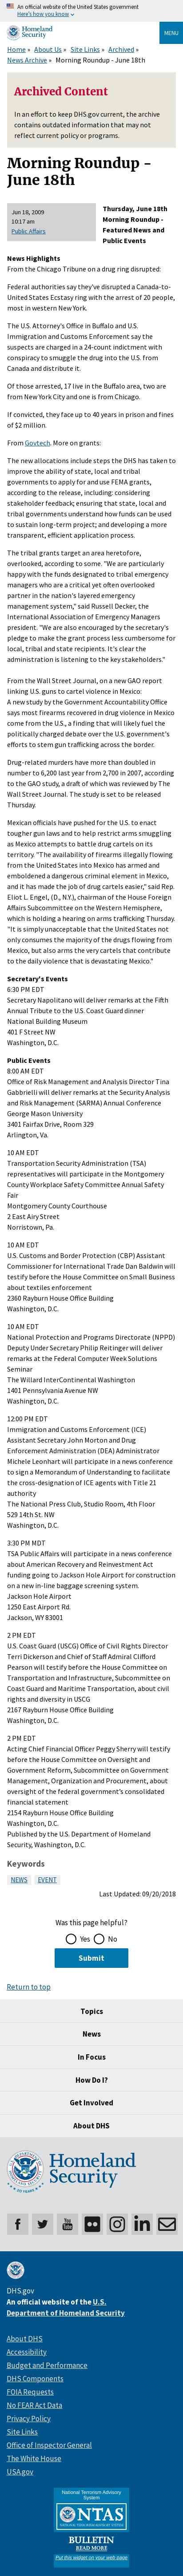 An official website of the United States government
Here's how you know
Homeland
Security
MENU
Home » About Us » Site Links » Archived »
News Archive » Morning Roundup - June 18th
Archived Content
In an effort to keep DHS.gov current, the archive
contains outdated information that may not
reflect current policy or programs.
Morning Roundup -
June 18th
Jun 18, 2009
10:17 am
Public Affairs
Thursday, June 18th
Morning Roundup -
Featured News and
Public Events
News Highlights
From the Chicago Tribune on a drug ring disrupted:
Federal authorities say they've disrupted a Canada-to-
United States Ecstasy ring with the arrest of 20 people,
most in western New York.
The U.S. Attorney's Office in Buffalo and U.S.
Immigration and Customs Enforcement say the
suspects are charged in a 24-count indictment with
conspiracy to smuggle the drug ecstasy into the U.S. from
Canada and distribute it.
Of those arrested, 17 live in the Buffalo area, two are
from New York City and one is from Chicago.
If convicted, they face up to 40 years in prison and fines
of $2 million.
From Govtech. More on grants:
The new allocations include expanding the DHS has taken to
improve the ability of the state, local and tribal
governments to apply for and use FEMA grants,
according to the release, including: considering
stakeholder feedback, ensuring that state, local and
tribal governments understand how funds must be used
to sustain long-term project; and developing a more
efficient, transparent application process.
The tribal grants target an area heretofore,
overlooked, according to some. "We are particularly
happy that some of the funds have been finally
designated to tribal emergency managers who are a
vital yet often overlooked ingredient in the whole
emergency management system," said Russell Decker,
the International Association of Emergency Managers
president. "We are also encouraged by the secretary's
pledge to make changes on the grant process such as
submissions for local, state and tribal recipients. It's
clear the administration is listening to the key
stakeholders."
From the Wall Street Journal, on a new GAO report
linking U.S. guns to cartel violence in Mexico:
A new study by the Government Accountability Office
says most firearms recovered in drug violence in Mexico
come from the U.S., a finding that will likely fuel the
politically charged debate over the U.S. government's
efforts to stem gun trafficking across the border.
Drug-related murders have more than doubled in
number to 6,200 last year from 2,700 in 2007, according
to the GAO study, a draft of which was reviewed by The
Wall Street Journal. The study is set to be released
Thursday.
Mexican officials have pushed for the U.S. to enact
tougher gun laws and to help restrict arms smuggling as
Mexico attempts to battle drug cartels on its own
territory. "The availability of firearms illegally flowing
from the United States into Mexico has armed and
made it hard on the job of drug cartels easier," said Rep.
Eliot L. Engel, (D., N.Y.), chairman of the House Foreign
Affairs Subcommittee on the Western Hemisphere,
which is holding a hearing on arms trafficking Thursday.
"It is simply unacceptable that the United States not
only consumes the majority of the drugs flowing from
Mexico but also arms the very cartels that contribute to
the daily violence that is devastating Mexico."
Secretary's Events
6:30 PM EDT
Secretary Napolitano will deliver remarks at the Fifth
Annual Tribute to the U.S. Coast Guard dinner
National Building Museum
401 F Street NW
Washington, D.C.
Public Events
8:00 AM EDT
Office of Risk Management and Analysis Director Tina
Gabbrielli will deliver remarks at the Security Analysis
and Risk Management (SARMA) Annual Conference
George Mason University
3401 Fairfax Drive, Room 329
Arlington, Va.
10 AM EDT
Transportation Security Administration (TSA)
representatives will participate in the Montgomery
County Workplace Safety Committee Annual Safety
Fair
Montgomery County Courthouse
2 East Airy Street
Norristown, Pa.
10 AM EDT
U.S. Customs and Border Protection (CBP) Assistant
Commissioner for International Trade Dan Baldwin will
testify before the House Committee on Small Business
about textiles enforcement
2360 Rayburn House Office Building
Washington, D.C.
10 AM EDT
National Protection and Programs Directorate (NPPD)
Deputy Under Secretary Philip Reitinger will deliver
remarks at the Federal Computer Week Solutions
Seminar
The Willard InterContinental Washington
1401 Pennsylvania Avenue NW
Washington, D.C.
12:00 PM EDT
Immigration and Customs Enforcement (ICE)
Assistant Secretary John Morton and Drug
Enforcement Administration (DEA) Administrator
Michele Leonhart will participate in a news conference
to sign a Memorandum of Understanding to facilitate
the cross-designation of ICE agents with Title 21
authority
The National Press Club, Studio Room, 4th Floor
529 14th St. NW
Washington, D.C.
3:30 PM MDT
TSA Public Affairs will participate in a news conference
about American Recovery and Reinvestment Act
funding going to Jackson Hole Airport for construction
on a new in-line baggage screening system.
Jackson Hole Airport
1250 East Airport Rd.
Jackson, WY 83001
2 PM EDT
U.S. Coast Guard (USCG) Office of Civil Rights Director
Terri Dickerson and Chief of Staff Admiral Clifford
Pearson will testify before the House Committee on
Transportation and Infrastructure, Subcommittee on
Coast Guard and Maritime Transportation, about civil
rights and diversity in USCG
2167 Rayburn House Office Building
Washington, D.C.
2 PM EDT
Acting Chief Financial Officer Peggy Sherry will testify
before the House Committee on Oversight and
Government Reform, Subcommittee on Government
Management, Organization and Procurement, about
oversight of the federal government's consolidated
financial statement
2154 Rayburn House Office Building
Washington, D.C.
Published by the U.S. Department of Homeland
Security, Washington, D.C.
Keywords
NEWS EVENT
Last Updated: 09/20/2018
Was this page helpful?
Yes No
Submit
Return to top
Topics
News
In Focus
How Do I?
Get Involved
About DHS
Homeland
Security
DHS.gov
An official website of the U.S.
Department of Homeland Security
About DHS
Accessibility
Budget and Performance
DHS Components
FOIA Requests
No FEAR Act Data
Privacy Policy
Site Links
Office of Inspector General
The White House
USA.gov
National Terrorism Advisory
System
NTAS
BULLETIN
READ MORE
Put this widget on your web page